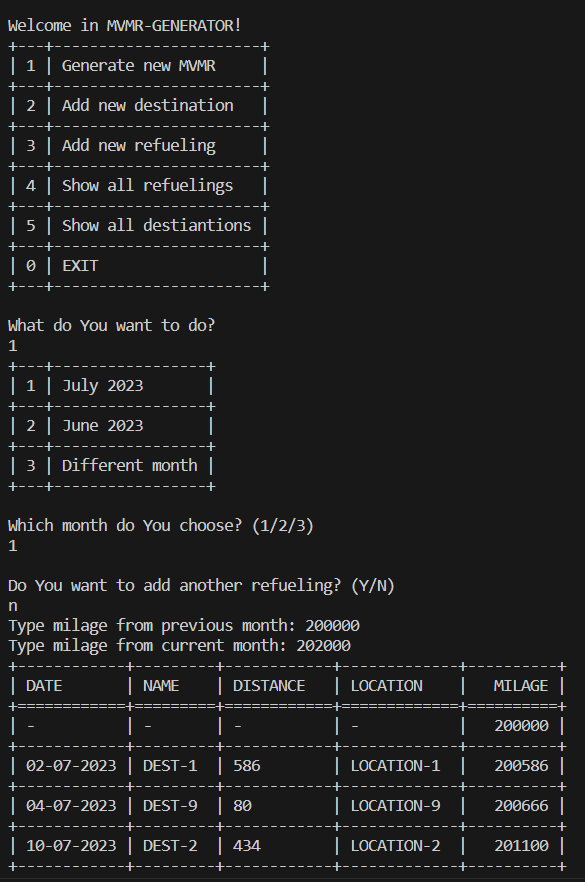 Welcome in MVMR-GENERATOR!
+---+-----------------------+
| 1 | Generate new MVMR     |
+---+-----------------------+
| 2 | Add new destination   |
+---+-----------------------+
| 3 | Add new refueling     |
+---+-----------------------+
| 4 | Show all refuelings   |
+---+-----------------------+
| 5 | Show all destiantions |
+---+-----------------------+
| 0 | EXIT                  |
+---+-----------------------+
What do You want to do?
1
+---+-----------------+
| 1 | July 2023       |
+---+-----------------+
| 2 | June 2023       |
+---+-----------------+
| 3 | Different month |
+---+-----------------+
Which month do You choose? (1/2/3)
1
Do You want to add another refueling? (Y/N)
n
Type milage from previous month: 200000
Type milage from current month: 202000
+------------+---------+------------+-------------+----------+
| DATE       | NAME    | DISTANCE   | LOCATION    |   MILAGE |
+============+=========+============+=============+==========+
| -          | -       | -          | -           |   200000 |
+------------+---------+------------+-------------+----------+
| 02-07-2023 | DEST-1  | 586        | LOCATION-1  |   200586 |
+------------+---------+------------+-------------+----------+
| 04-07-2023 | DEST-9  | 80         | LOCATION-9  |   200666 |
+------------+---------+------------+-------------+----------+
| 10-07-2023 | DEST-2  | 434        | LOCATION-2  |   201100 |
+------------+---------+------------+-------------+----------+